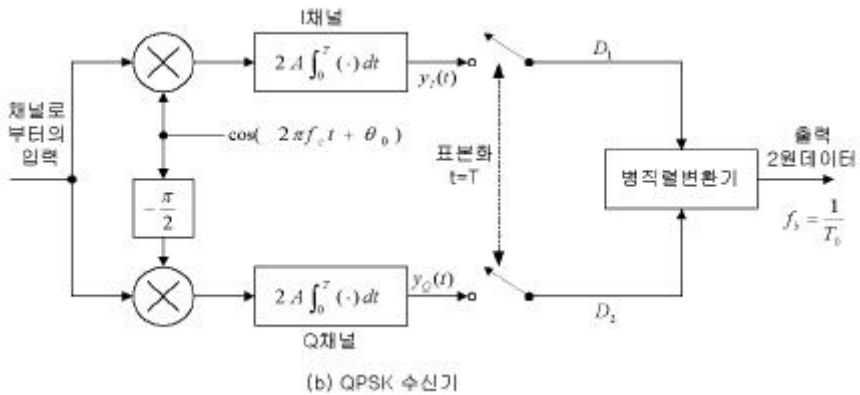 I채널
2 A ∫₀ᵀ (·) dt
y_I(t)
D₁
채널로
부터의
입력
cos( 2πf_c t + θ₀ )
표본화
t=T
병직렬변환기
출력
2원데이터
f_b = 1/T_b
-π/2
2 A ∫₀ᵀ (·) dt
y_Q(t)
D₂
Q채널
(b) QPSK 수신기